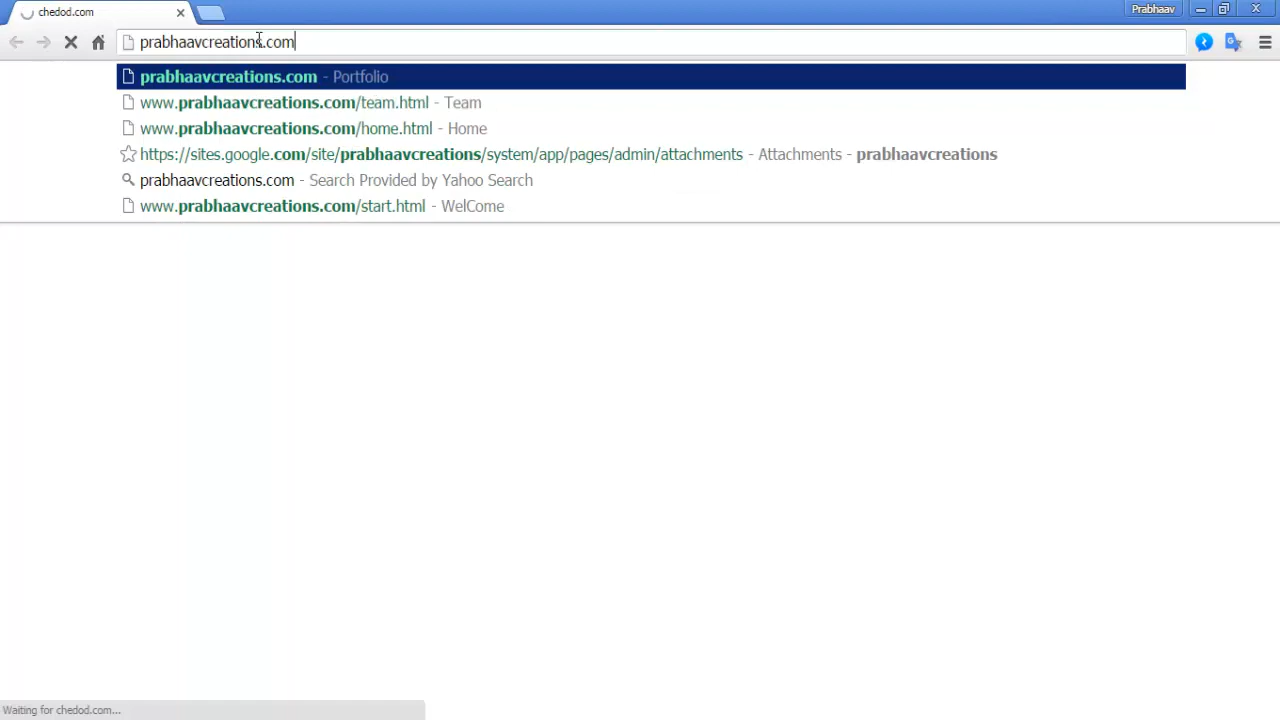 chedod.com
Prabhaav
prabhaavcreations.com
prabhaavcreations.com - Portfolio
www.prabhaavcreations.com/team.html - Team
www.prabhaavcreations.com/home.html - Home
https://sites.google.com/site/prabhaavcreations/system/app/pages/admin/attachments - Attachments - prabhaavcreations
prabhaavcreations.com - Search Provided by Yahoo Search
www.prabhaavcreations.com/start.html - WelCome
Waiting for chedod.com...